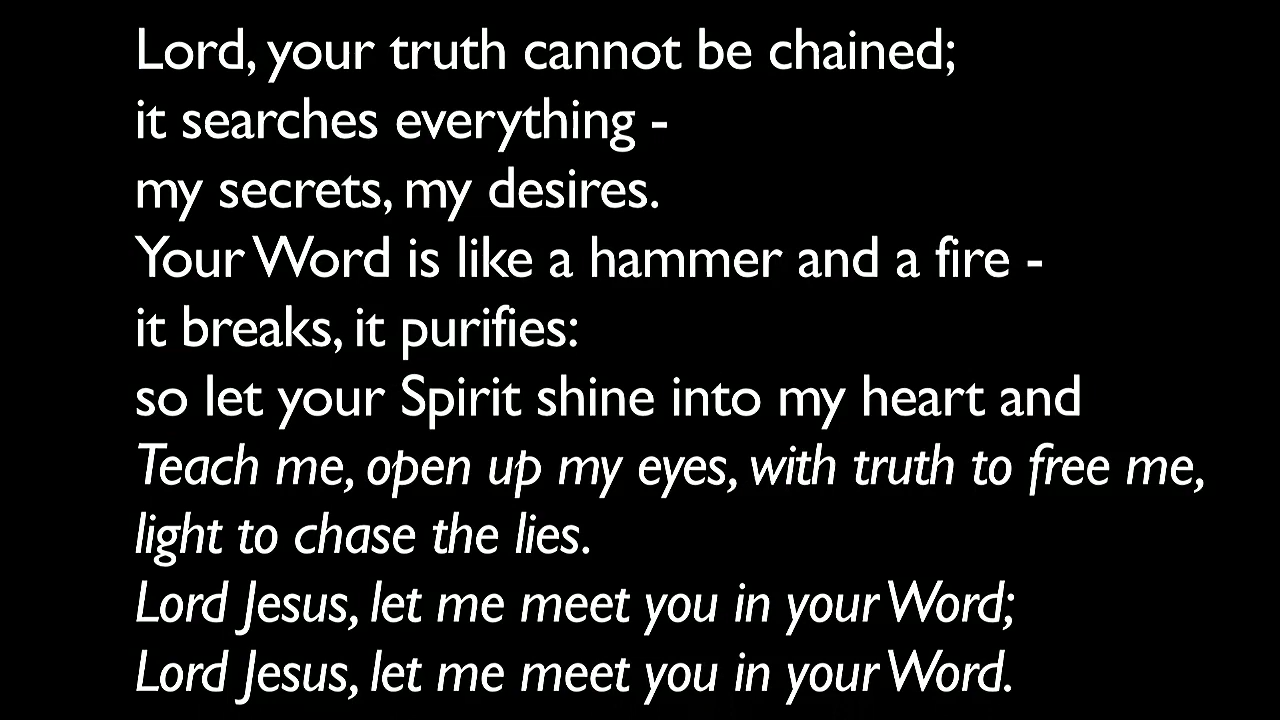 Lord, your truth cannot be chained;
it searches everything -
my secrets, my desires.
Your Word is like a hammer and a fire -
it breaks, it purifies:
so let your Spirit shine into my heart and
Teach me, open up my eyes, with truth to free me,
light to chase the lies.
Lord Jesus, let me meet you in your Word;
Lord Jesus, let me meet you in your Word.